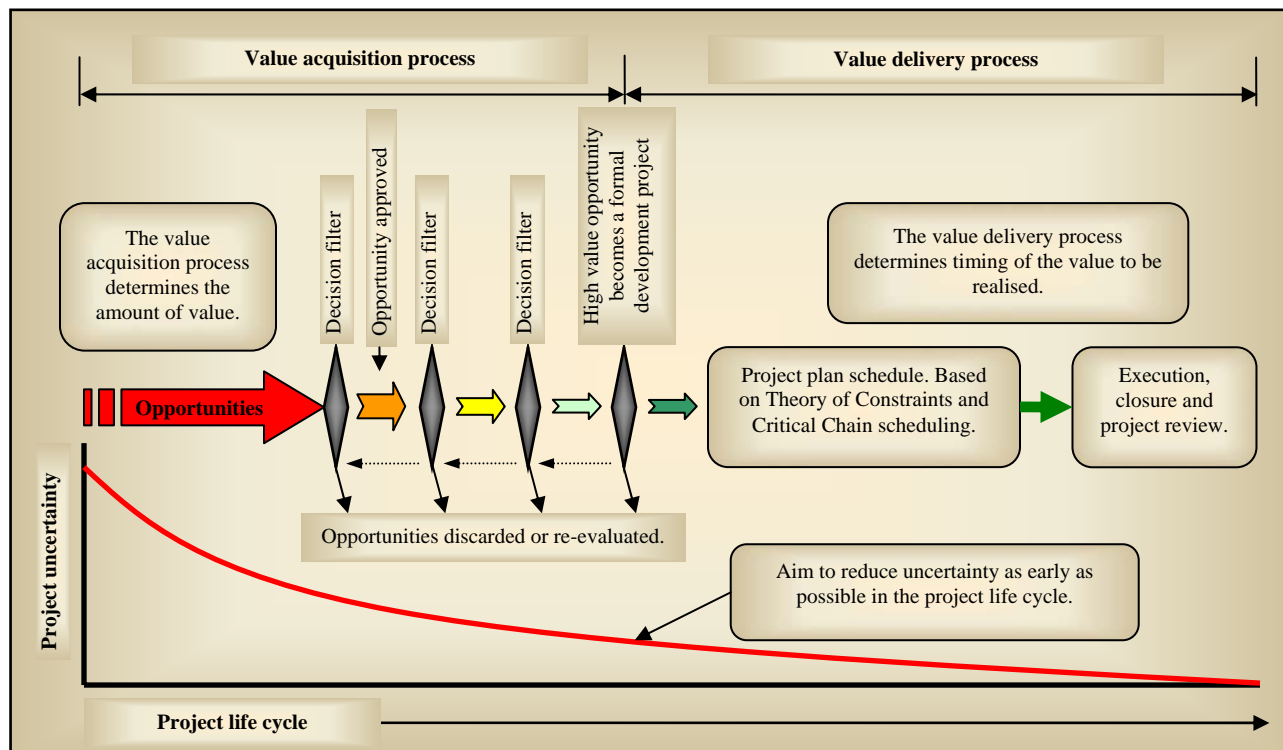 Value acquisition process
Value delivery process
The value
acquisition process
determines the
amount of value.
Decision filter
Opportunity approved
Decision filter
Decision filter
High value opportunity
becomes a formal
development project
The value delivery process
determines timing of the value to be
realised.
Opportunities
Project plan schedule. Based
on Theory of Constraints and
Critical Chain scheduling.
Execution,
closure and
project review.
Opportunities discarded or re-evaluated.
Project uncertainty
Aim to reduce uncertainty as early as
possible in the project life cycle.
Project life cycle